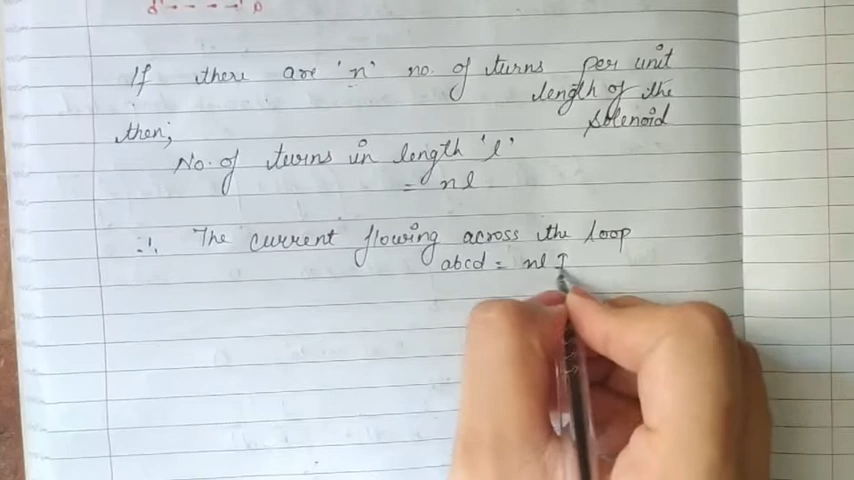 If there are 'n' no. of turns per unit
length of the
solenoid
then;
No. of turns in length 'l'
= nl
∴ The current flowing across the loop
abcd = nl I